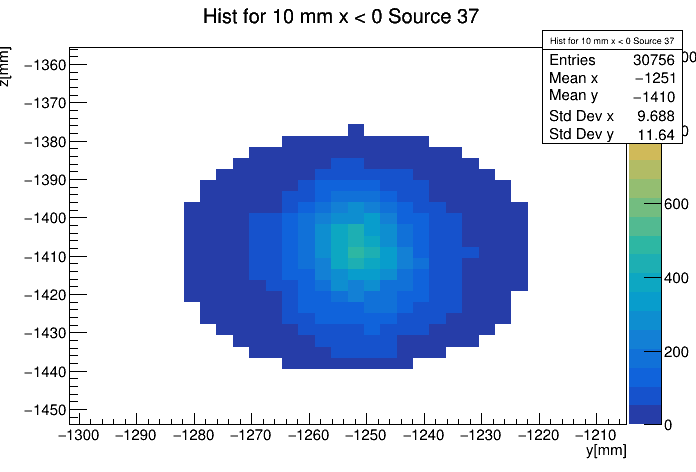 Hist for 10 mm x < 0 Source 37
z[mm]
−1360
−1370
−1380
−1390
−1400
−1410
−1420
−1430
−1440
−1450
−1300
−1290
−1280
−1270
−1260
−1250
−1240
−1230
−1220
−1210
y[mm]
Hist for 10 mm x < 0 Source 37
Entries 30756
Mean x −1251
Mean y −1410
Std Dev x 9.688
Std Dev y 11.64
600
400
200
0